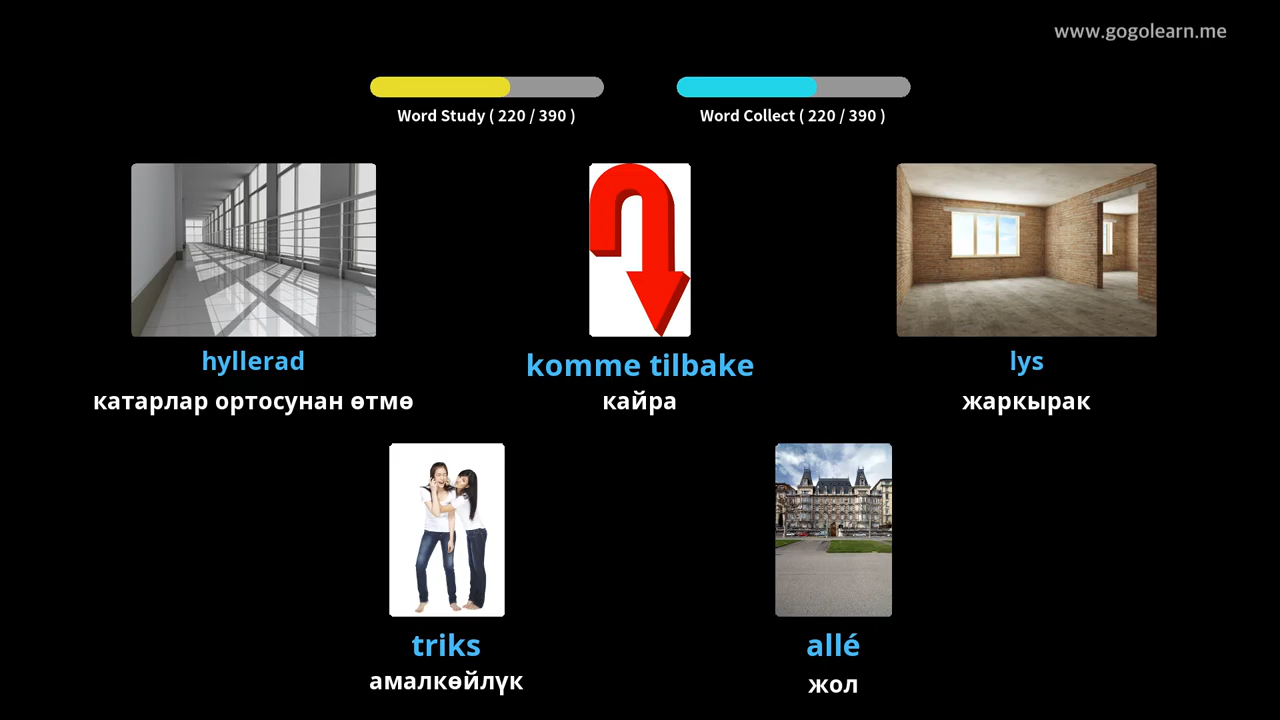 www.gogolearn.me
Word Study ( 220 / 390 )
Word Collect ( 220 / 390 )
hyllerad
катарлар ортосунан өтмө
komme tilbake
кайра
lys
жаркырак
triks
амалкөйлүк
allé
жол